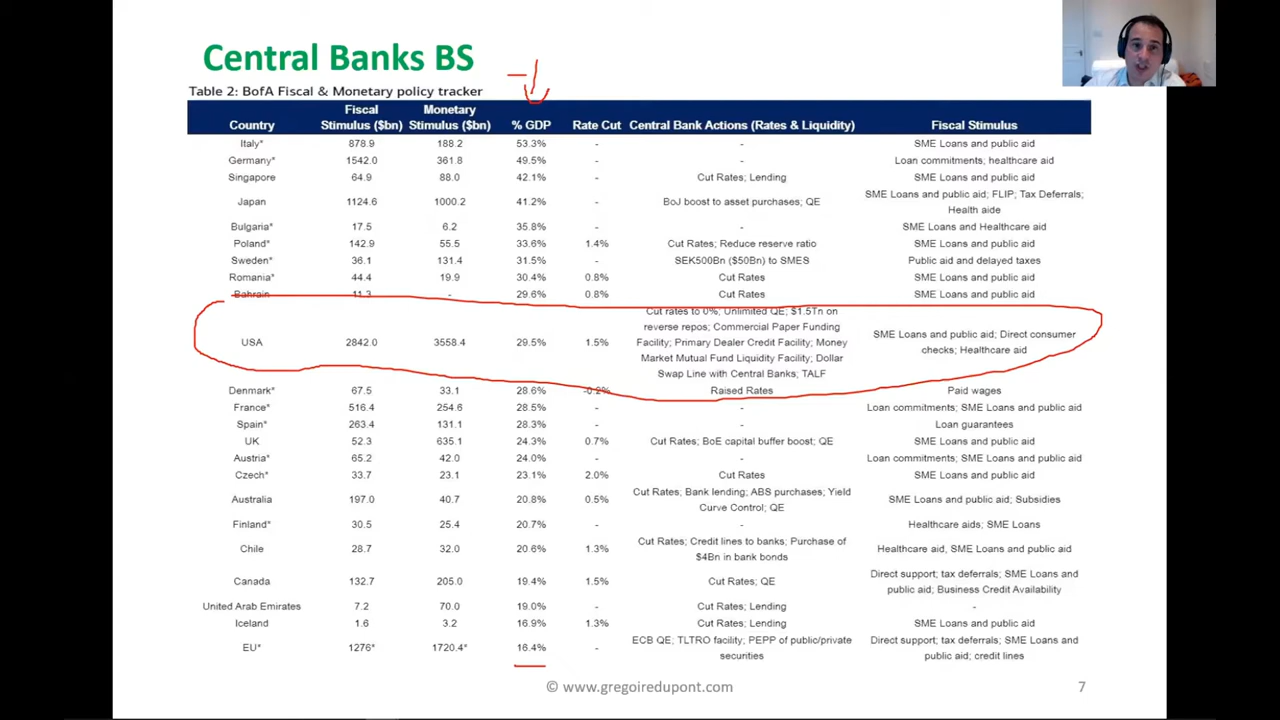 Central Banks BS
Table 2: BofA Fiscal & Monetary policy tracker
Country Fiscal Stimulus ($bn) Monetary Stimulus ($bn) % GDP Rate Cut Central Bank Actions (Rates & Liquidity) Fiscal Stimulus
Italy* 878.9 188.2 53.3% - - SME Loans and public aid
Germany* 1542.0 361.8 49.5% - - Loan commitments; healthcare aid
Singapore 64.9 88.0 42.1% - Cut Rates; Lending SME Loans and public aid
Japan 1124.6 1000.2 41.2% - BoJ boost to asset purchases; QE SME Loans and public aid; FLIP; Tax Deferrals;
Health aide
Bulgaria* 17.5 6.2 35.8% - - SME Loans and Healthcare aid
Poland* 142.9 55.5 33.6% 1.4% Cut Rates; Reduce reserve ratio SME Loans and public aid
Sweden* 36.1 131.4 31.5% - SEK500Bn ($50Bn) to SMES Public aid and delayed taxes
Romania* 44.4 19.9 30.4% 0.8% Cut Rates SME Loans and public aid
Bahrain 11.3 - 29.6% 0.8% Cut Rates SME Loans and public aid
USA 2842.0 3558.4 29.5% 1.5% Cut rates to 0%; Unlimited QE; $1.5Tn on
reverse repos; Commercial Paper Funding
Facility; Primary Dealer Credit Facility; Money
Market Mutual Fund Liquidity Facility; Dollar
Swap Line with Central Banks; TALF
SME Loans and public aid; Direct consumer
checks; Healthcare aid
Denmark* 67.5 33.1 28.6% -0.2% Raised Rates Paid wages
France* 516.4 254.6 28.5% - - Loan commitments; SME Loans and public aid
Spain* 263.4 131.1 28.3% - - Loan guarantees
UK 52.3 635.1 24.3% 0.7% Cut Rates; BoE capital buffer boost; QE SME Loans and public aid
Austria* 65.2 42.0 24.0% - - Loan commitments; SME Loans and public aid
Czech* 33.7 23.1 23.1% 2.0% Cut Rates SME Loans and public aid
Australia 197.0 40.7 20.8% 0.5% Cut Rates; Bank lending; ABS purchases; Yield
Curve Control; QE
SME Loans and public aid; Subsidies
Finland* 30.5 25.4 20.7% - - Healthcare aids; SME Loans
Chile 28.7 32.0 20.6% 1.3% Cut Rates; Credit lines to banks; Purchase of
$4Bn in bank bonds
Healthcare aid, SME Loans and public aid
Canada 132.7 205.0 19.4% 1.5% Cut Rates; QE Direct support; tax deferrals; SME Loans and
public aid; Business Credit Availability
United Arab Emirates 7.2 70.0 19.0% - Cut Rates; Lending -
Iceland 1.6 3.2 16.9% 1.3% Cut Rates; Lending SME Loans and public aid
EU* 1276* 1720.4* 16.4% - ECB QE; TLTRO facility; PEPP of public/private
securities
Direct support; tax deferrals; SME Loans and
public aid; credit lines
© www.gregoiredupont.com 7